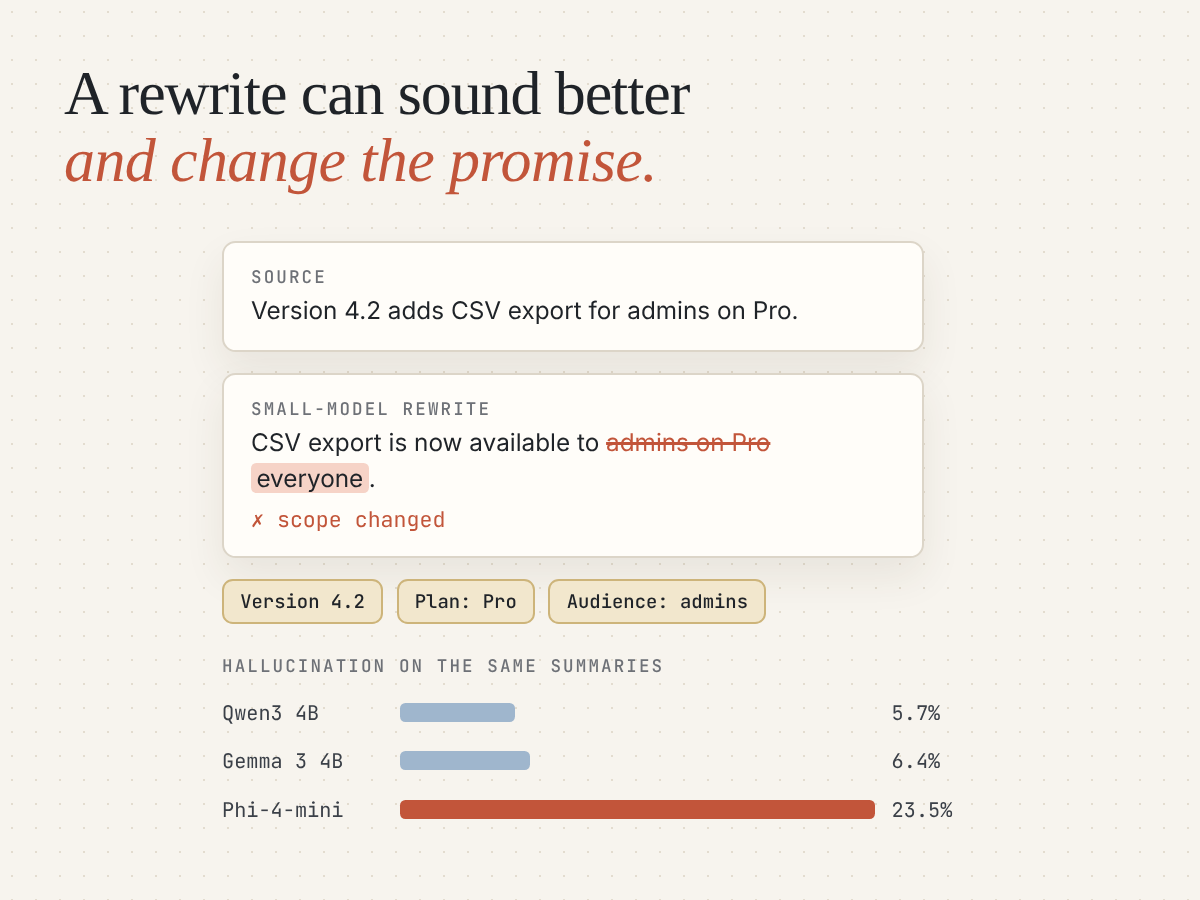 A rewrite can sound better
and change the promise.
SOURCE
Version 4.2 adds CSV export for admins on Pro.
SMALL-MODEL REWRITE
CSV export is now available to admins on Pro
everyone.
✗ scope changed
Version 4.2 Plan: Pro Audience: admins
HALLUCINATION ON THE SAME SUMMARIES
Qwen3 4B 5.7%
Gemma 3 4B 6.4%
Phi-4-mini 23.5%